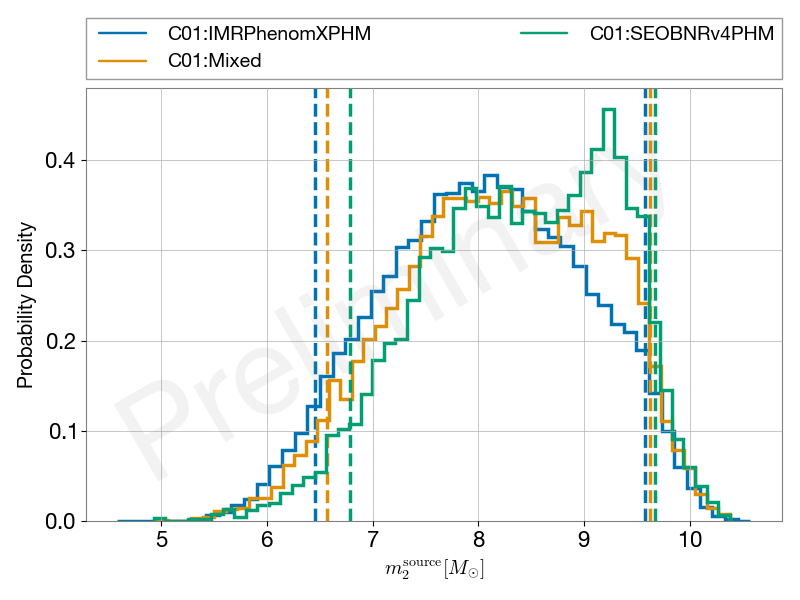 C01:IMRPhenomXPHM
C01:Mixed
C01:SEOBNRv4PHM
Preliminary
Probability Density
0.4
0.3
0.2
0.1
0.0
5 6 7 8 9 10
m₂^source [M⊙]